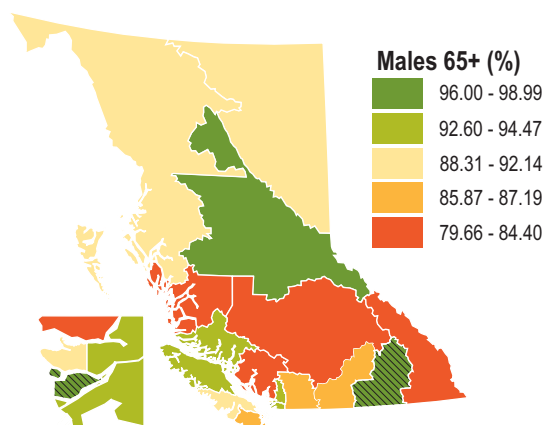 Males 65+ (%)
96.00 - 98.99
92.60 - 94.47
88.31 - 92.14
85.87 - 87.19
79.66 - 84.40